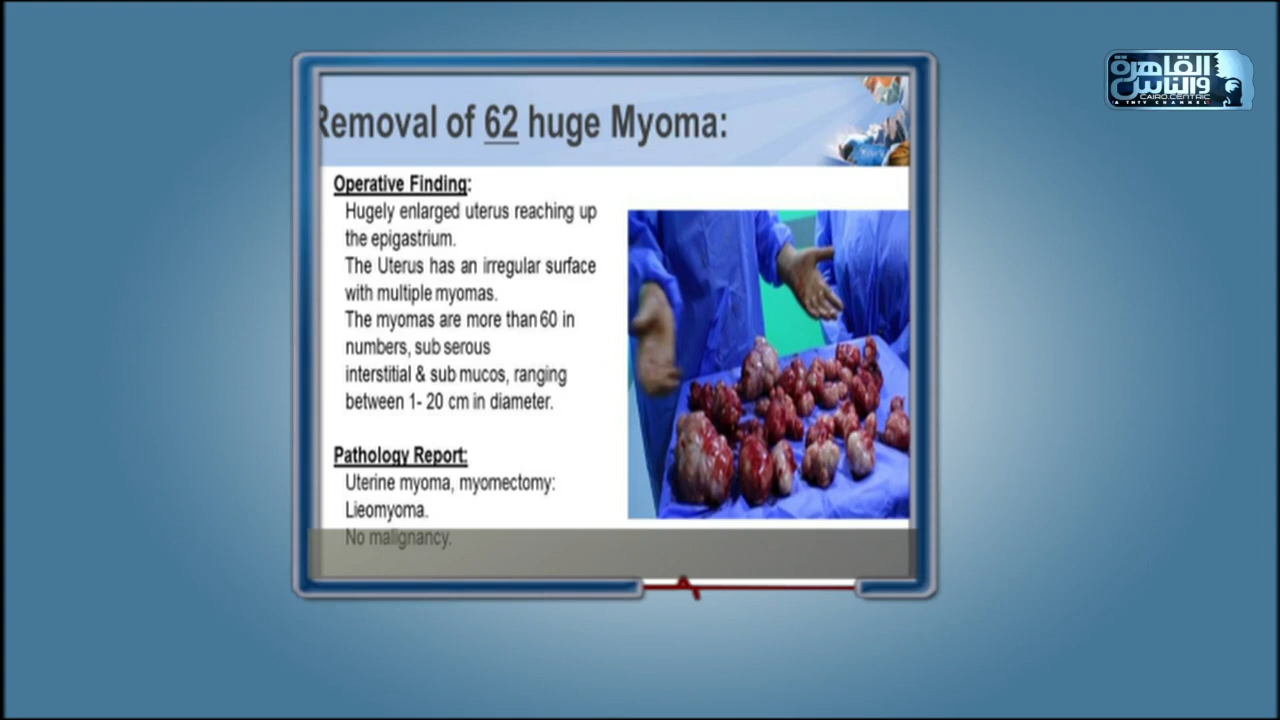 القاهرة
والناس
CAIRO.CENTRIC
A TNTV CHANNEL
Removal of 62 huge Myoma:
Operative Finding:
Hugely enlarged uterus reaching up
the epigastrium.
The Uterus has an irregular surface
with multiple myomas.
The myomas are more than 60 in
numbers, sub serous
interstitial & sub mucos, ranging
between 1- 20 cm in diameter.
Pathology Report:
Uterine myoma, myomectomy:
Lieomyoma.
No malignancy.